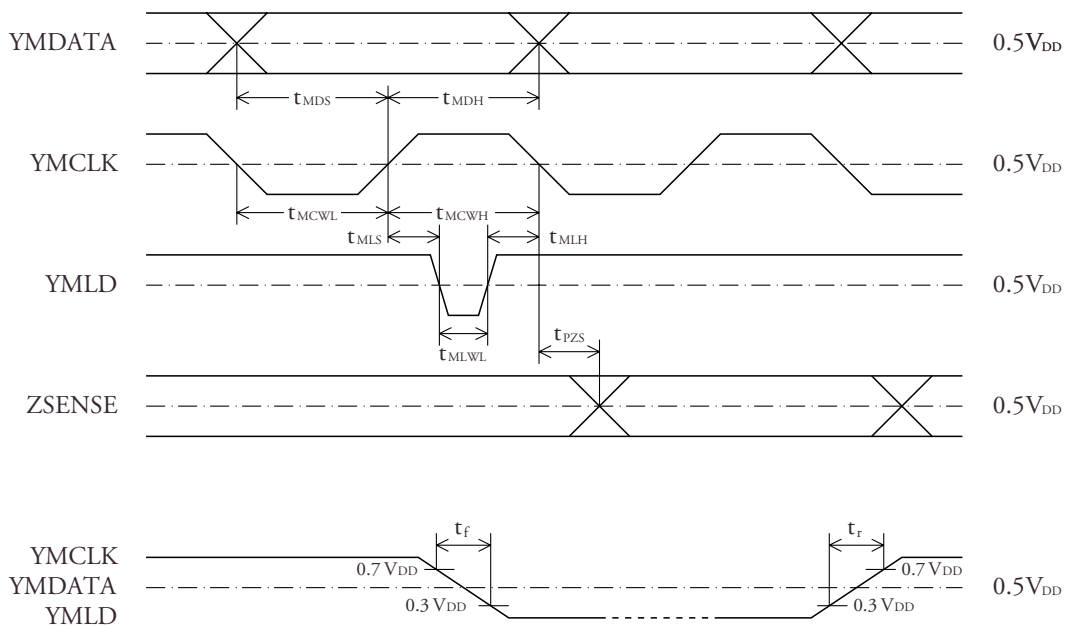 YMDATA 0.5VDD
tMDS tMDH
YMCLK 0.5VDD
tMCWL tMCWH
tMLS tMLH
YMLD 0.5VDD
tPZS
tMLWL
ZSENSE 0.5VDD
tf tr
YMCLK
0.7 VDD 0.7 VDD
YMDATA 0.5VDD
0.3 VDD 0.3 VDD
YMLD